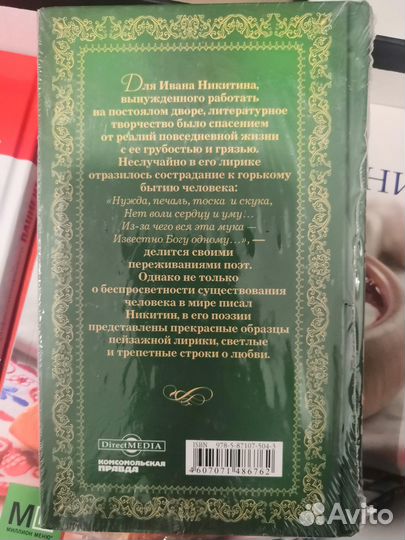 Для Ивана Никитина,
вынужденного работать
на постоялом дворе, литературное
творчество было спасением
от реалий повседневной жизни
с ее грубостью и грязью.
Неслучайно в его лирике
отразилось сострадание к горькому
бытию человека:
«Нужда, печаль, тоска и скука,
Нет воли сердцу и уму...
Из-за чего вся эта мука —
Известно Богу одному...», —
делится своими
переживаниями поэт.
Однако не только
о беспросветности существования
человека в мире писал
Никитин, в его поэзии
представлены прекрасные образцы
пейзажной лирики, светлые
и трепетные строки о любви.
DirectMEDIA
КОМСОМОЛЬСКАЯ
ПРАВДА
ISBN 978-5-87107-504-3
4607071486762
МИЛЛИОН МЕНЮ
Avito